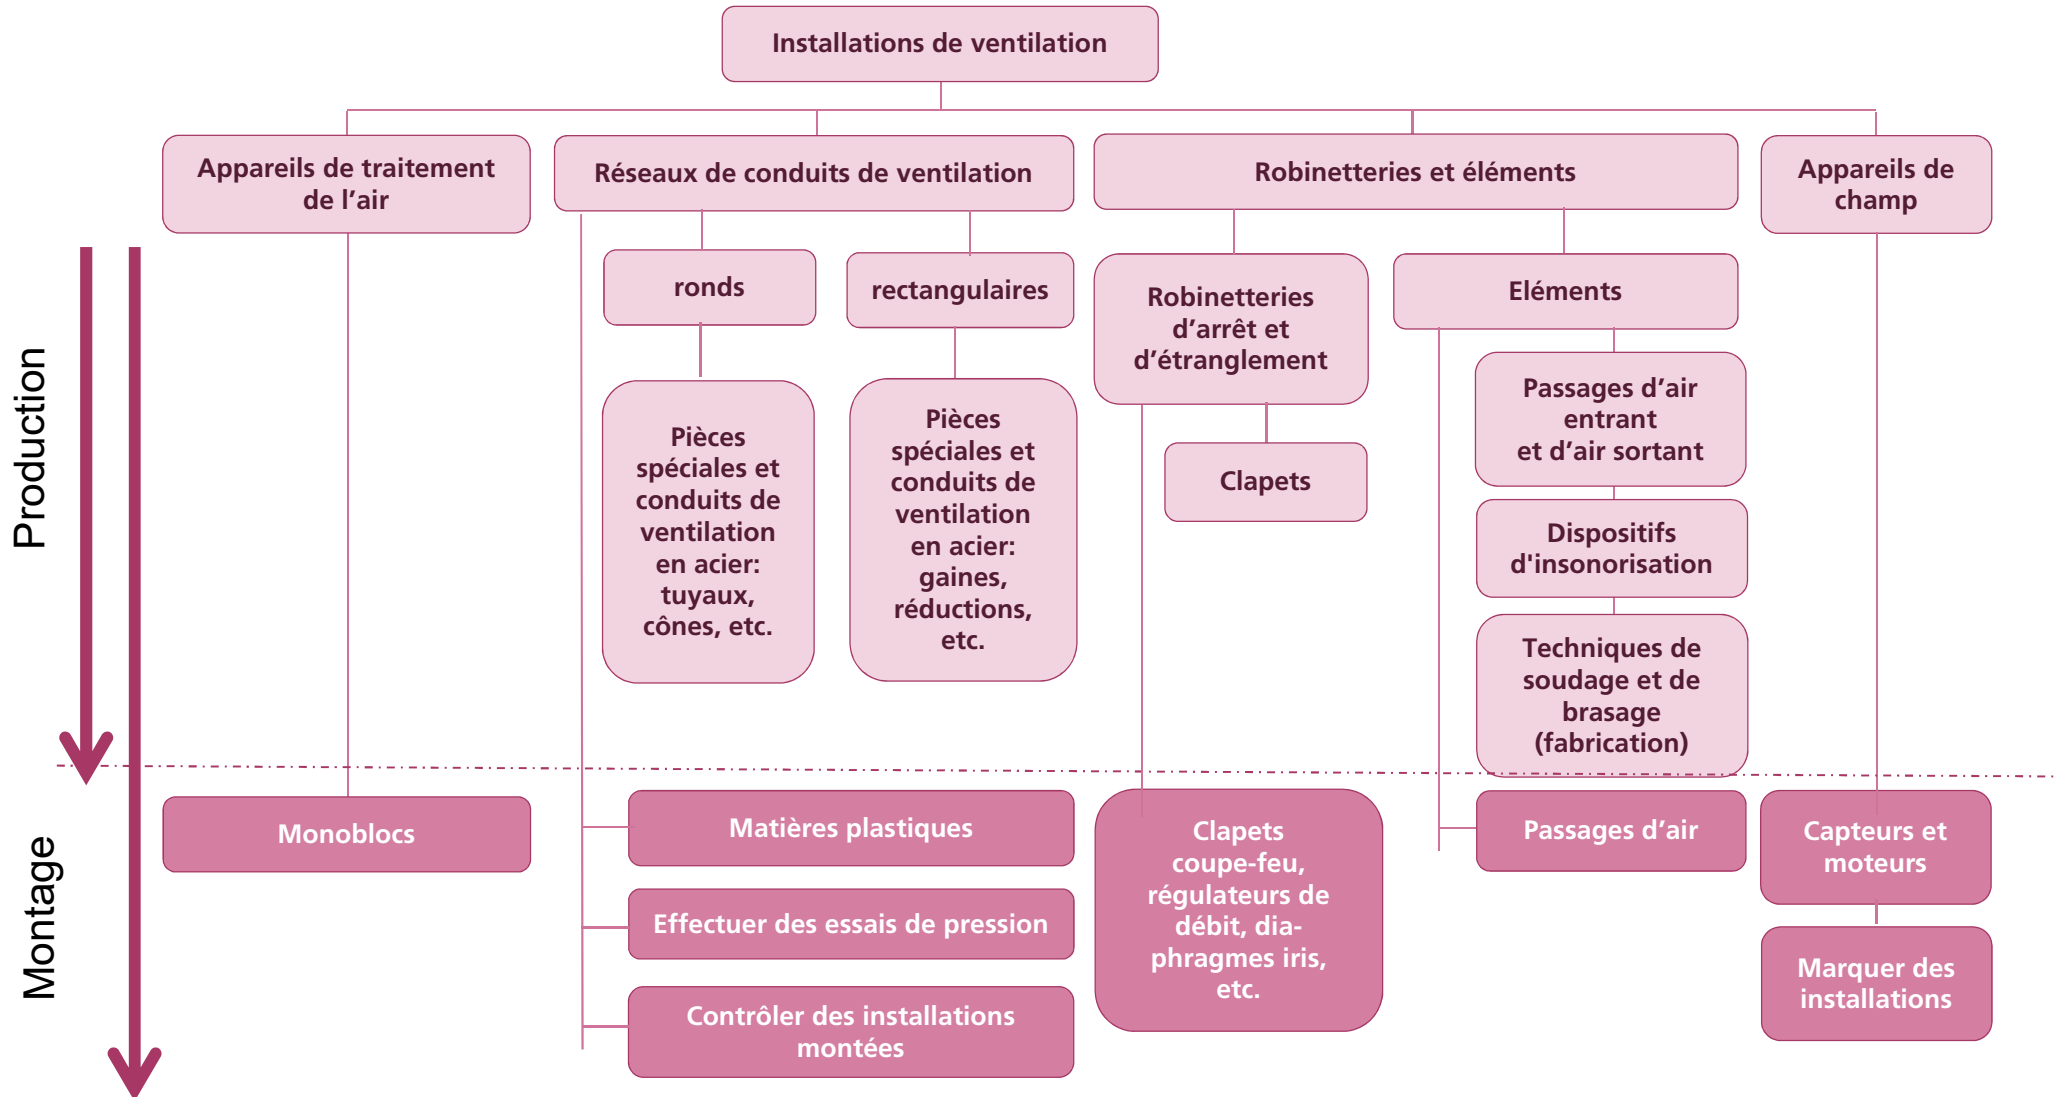 Installations de ventilation
Appareils de traitement
de l’air
Réseaux de conduits de ventilation
Robinetteries et éléments
Appareils de
champ
Production
ronds
rectangulaires
Robinetteries
d’arrêt et
d’étranglement
Eléments
Pièces
spéciales et
conduits de
ventilation
en acier:
tuyaux,
cônes, etc.
Pièces
spéciales et
conduits de
ventilation
en acier:
gaines,
réductions,
etc.
Clapets
Passages d’air
entrant
et d’air sortant
Dispositifs
d'insonorisation
Techniques de
soudage et de
brasage
(fabrication)
Montage
Monoblocs
Matières plastiques
Effectuer des essais de pression
Contrôler des installations
montées
Clapets
coupe-feu,
régulateurs de
débit, dia-
phragmes iris,
etc.
Passages d’air
Capteurs et
moteurs
Marquer des
installations